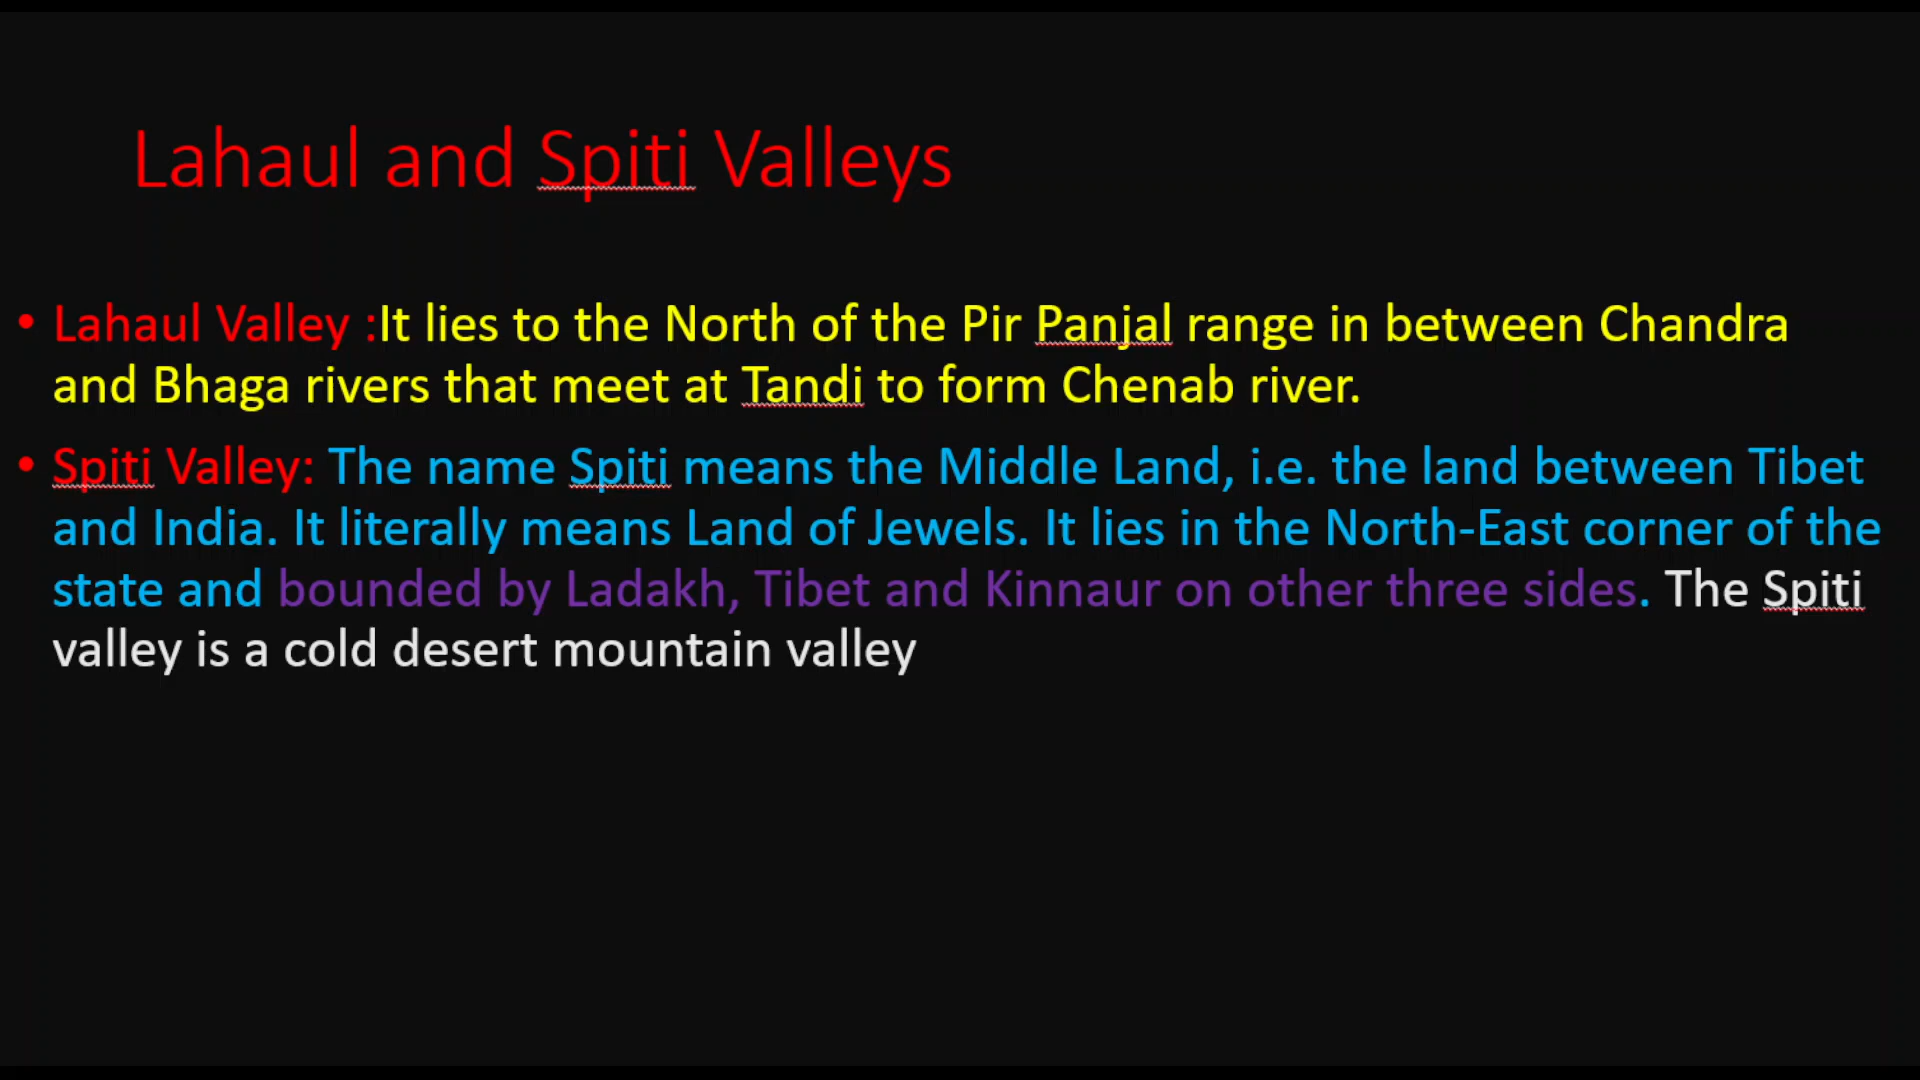 Lahaul and Spiti Valleys
• Lahaul Valley :It lies to the North of the Pir Panjal range in between Chandra
and Bhaga rivers that meet at Tandi to form Chenab river.
• Spiti Valley: The name Spiti means the Middle Land, i.e. the land between Tibet
and India. It literally means Land of Jewels. It lies in the North-East corner of the
state and bounded by Ladakh, Tibet and Kinnaur on other three sides. The Spiti
valley is a cold desert mountain valley